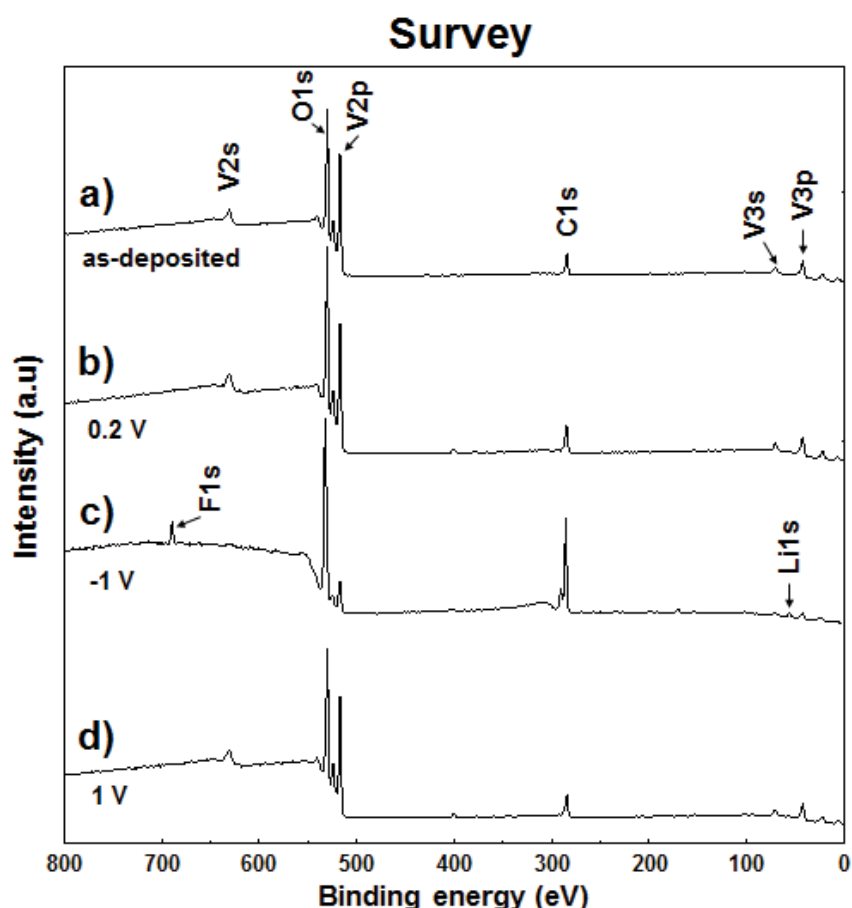 Survey
O1s
V2p
V2s
a)
as-deposited
C1s
V3s
V3p
b)
0.2 V
F1s
c)
-1 V
Li1s
d)
1 V
Intensity (a.u)
800 700 600 500 400 300 200 100 0
Binding energy (eV)